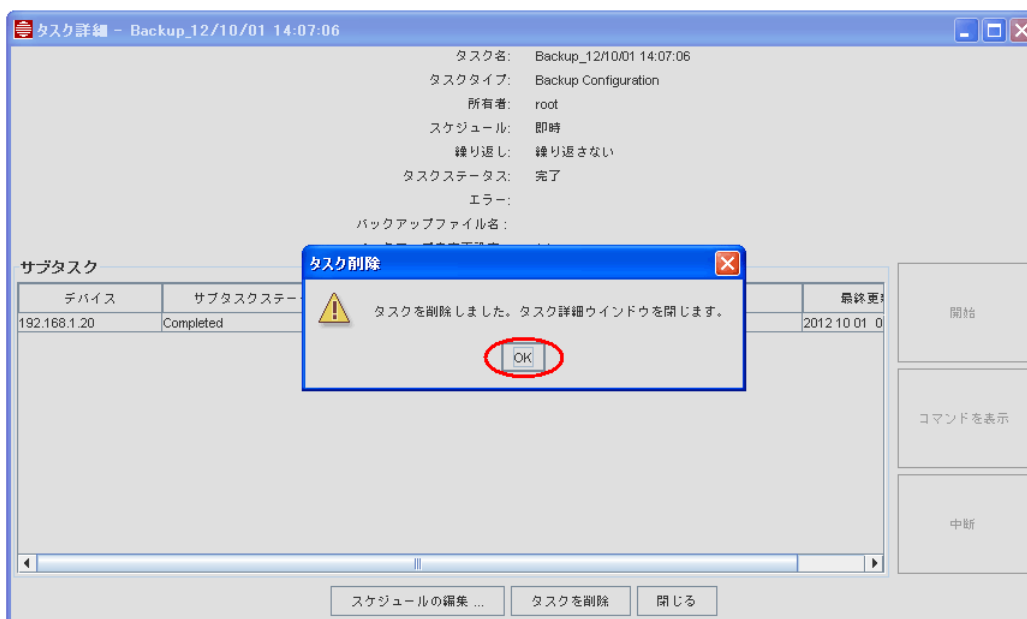 タスク詳細 - Backup_12/10/01 14:07:06
タスク名: Backup_12/10/01 14:07:06
タスクタイプ: Backup Configuration
所有者: root
スケジュール: 即時
繰り返し: 繰り返さない
タスクステータス: 完了
エラー:
バックアップファイル名:
タスク削除
サブタスク
デバイス サブタスクステー 最終更
タスクを削除しました。タスク詳細ウインドウを閉じます。
192.168.1.20 Completed 2012 10 01 0
開始
OK
コマンドを表示
中断
スケジュールの編集 ... タスクを削除 閉じる